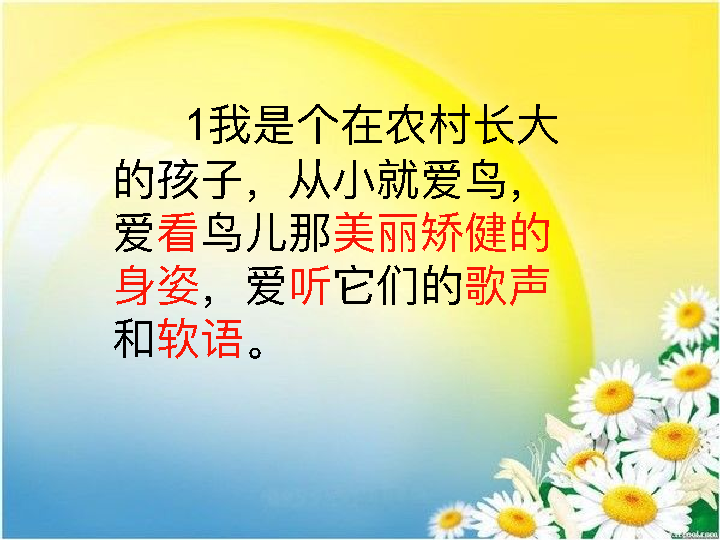 1我是个在农村长大
的孩子，从小就爱鸟，
爱看鸟儿那美丽矫健的
身姿，爱听它们的歌声
和软语。